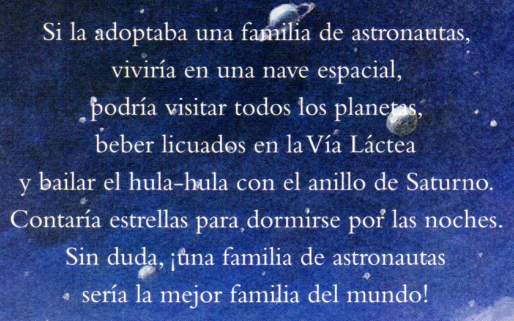 Si la adoptaba una familia de astronautas,
viviría en una nave espacial,
podría visitar todos los planetas,
beber licuados en la Vía Láctea
y bailar el hula-hula con el anillo de Saturno.
Contaría estrellas para dormirse por las noches.
Sin duda, ¡una familia de astronautas
sería la mejor familia del mundo!